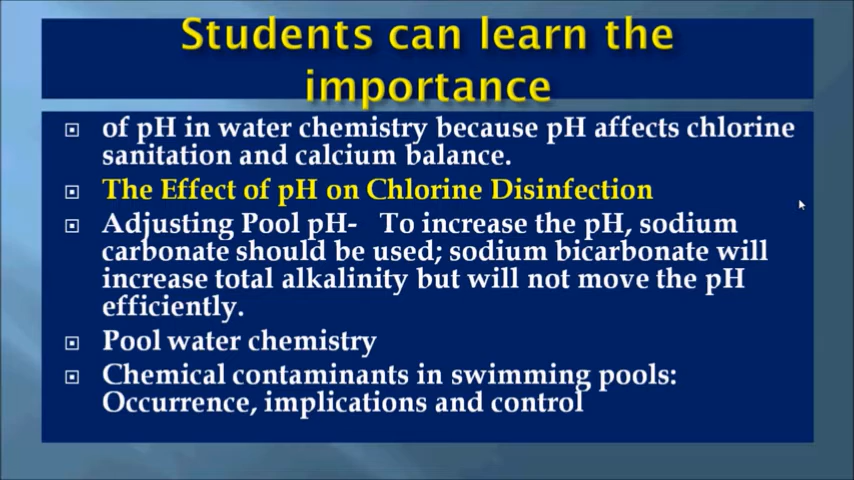 Students can learn the
importance
of pH in water chemistry because pH affects chlorine
sanitation and calcium balance.
The Effect of pH on Chlorine Disinfection
Adjusting Pool pH- To increase the pH, sodium
carbonate should be used; sodium bicarbonate will
increase total alkalinity but will not move the pH
efficiently.
Pool water chemistry
Chemical contaminants in swimming pools:
Occurrence, implications and control